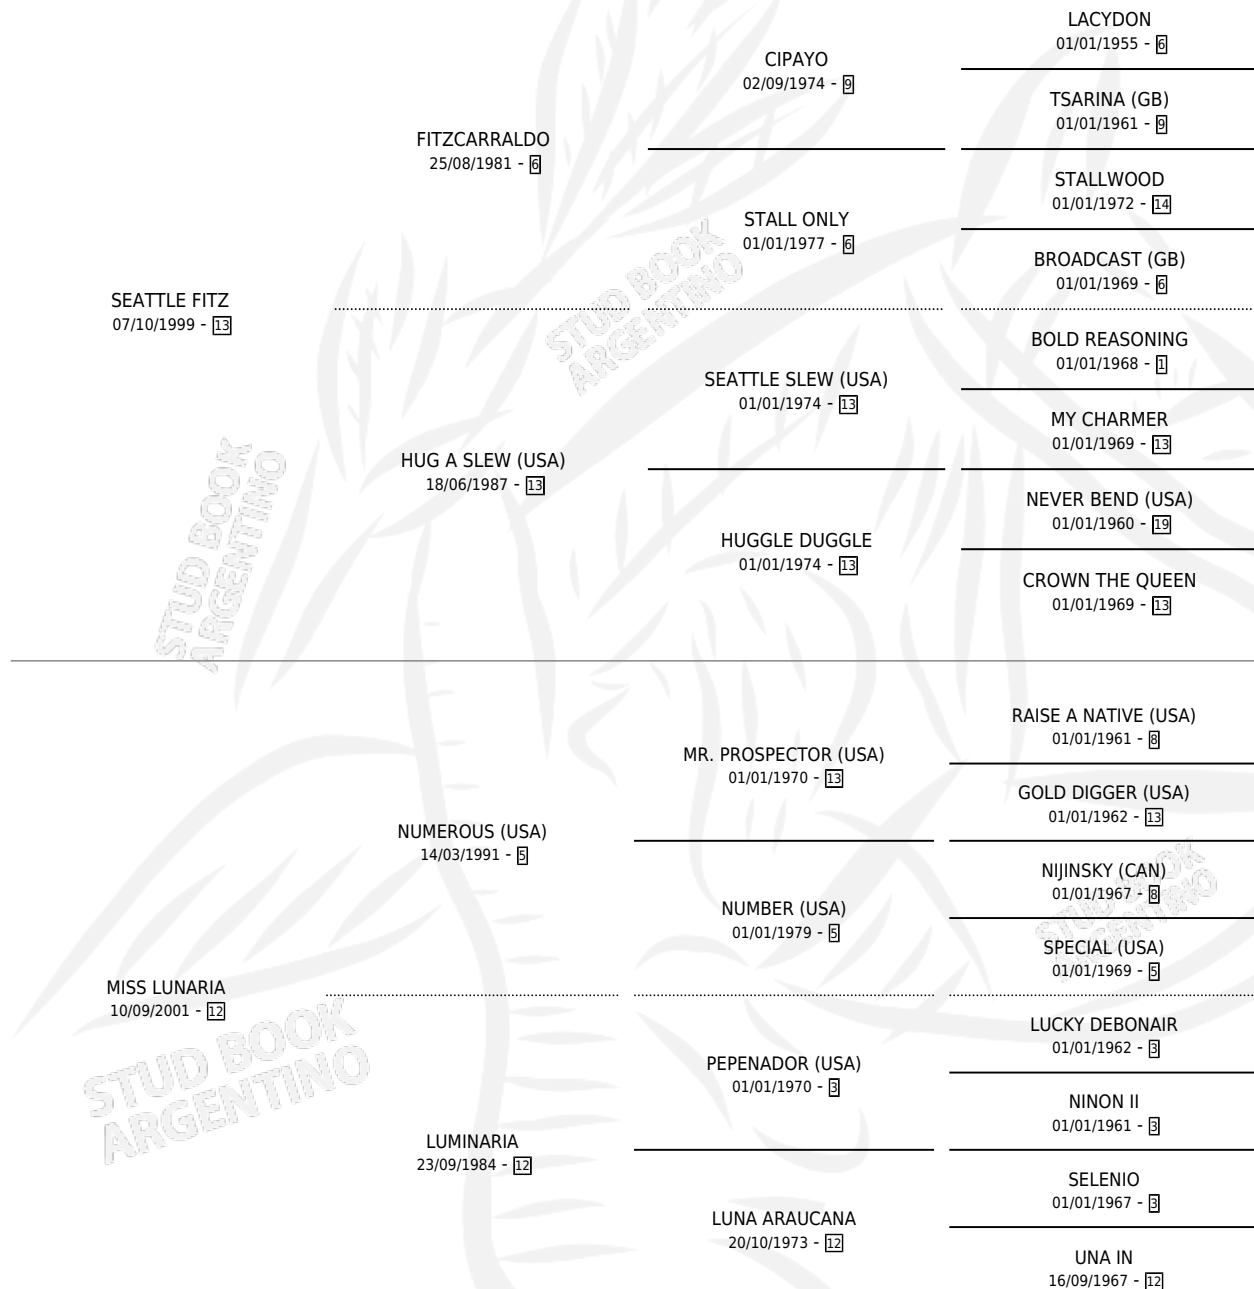 LACYDON
01/01/1955 - 6
CIPAYO
02/09/1974 - 9
TSARINA (GB)
01/01/1961 - 9
FITZCARRALDO
25/08/1981 - 6
STALLWOOD
01/01/1972 - 14
STALL ONLY
01/01/1977 - 6
BROADCAST (GB)
01/01/1969 - 6
SEATTLE FITZ
07/10/1999 - 13
STUD BOOK
ARGENTINO
BOLD REASONING
01/01/1968 - 1
SEATTLE SLEW (USA)
01/01/1974 - 13
MY CHARMER
01/01/1969 - 13
HUG A SLEW (USA)
18/06/1987 - 13
NEVER BEND (USA)
01/01/1960 - 19
HUGGLE DUGGLE
01/01/1974 - 13
CROWN THE QUEEN
01/01/1969 - 13
STUD BOOK
ARGENTINO
RAISE A NATIVE (USA)
01/01/1961 - 8
MR. PROSPECTOR (USA)
01/01/1970 - 13
GOLD DIGGER (USA)
01/01/1962 - 13
NUMEROUS (USA)
14/03/1991 - 5
NIJINSKY (CAN)
01/01/1967 - 8
NUMBER (USA)
01/01/1979 - 5
SPECIAL (USA)
01/01/1969 - 5
STUD BOOK
ARGENTINO
MISS LUNARIA
10/09/2001 - 12
LUCKY DEBONAIR
01/01/1962 - 3
PEPENADOR (USA)
01/01/1970 - 3
NINON II
01/01/1961 - 3
STUD BOOK
ARGENTINO
LUMINARIA
23/09/1984 - 12
SELENIO
01/01/1967 - 3
LUNA ARAUCANA
20/10/1973 - 12
UNA IN
16/09/1967 - 12